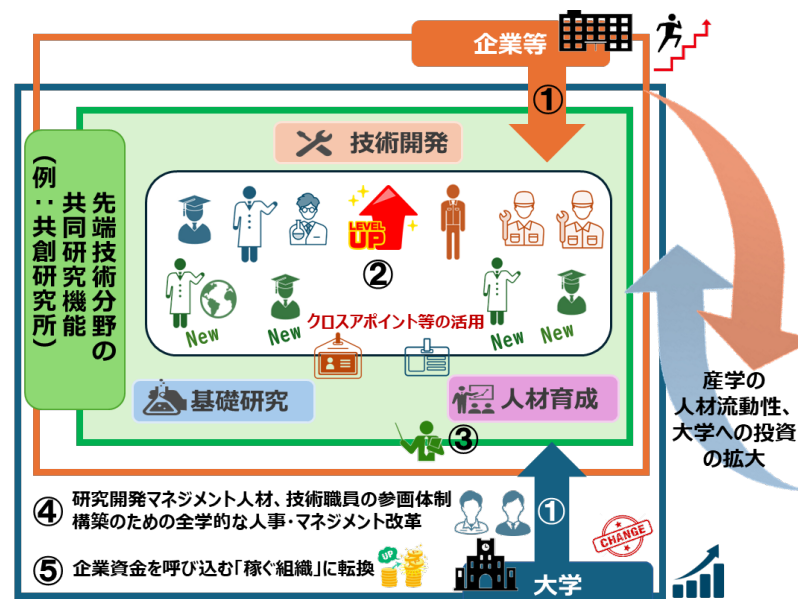 企業等
①
技術開発
先端技術分野の
共同研究機能
(例:共創研究所)
LEVEL
UP
②
New
New
New
New
クロスアポイント等の活用
基礎研究
人材育成
③
産学の
人材流動性、
大学への投資
の拡大
④
研究開発マネジメント人材、技術職員の参画体制
構築のための全学的な人事・マネジメント改革
①
CHANGE
⑤
企業資金を呼び込む「稼ぐ組織」に転換
UP
大学